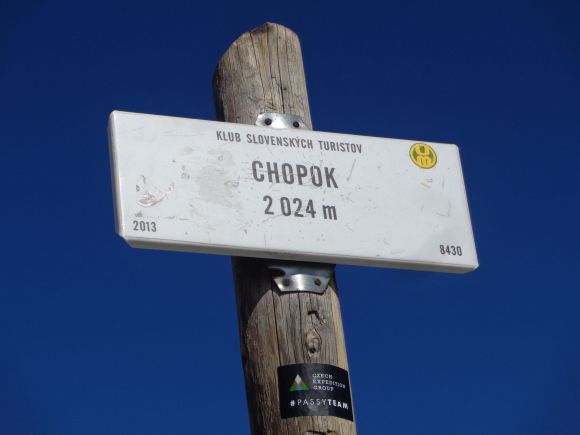 KLUB SLOVENSKÝCH TURISTOV
CHOPOK
2 024 m
2013
8430
CZECH
EXPEDITION
GROUP
#PASSYTEAM